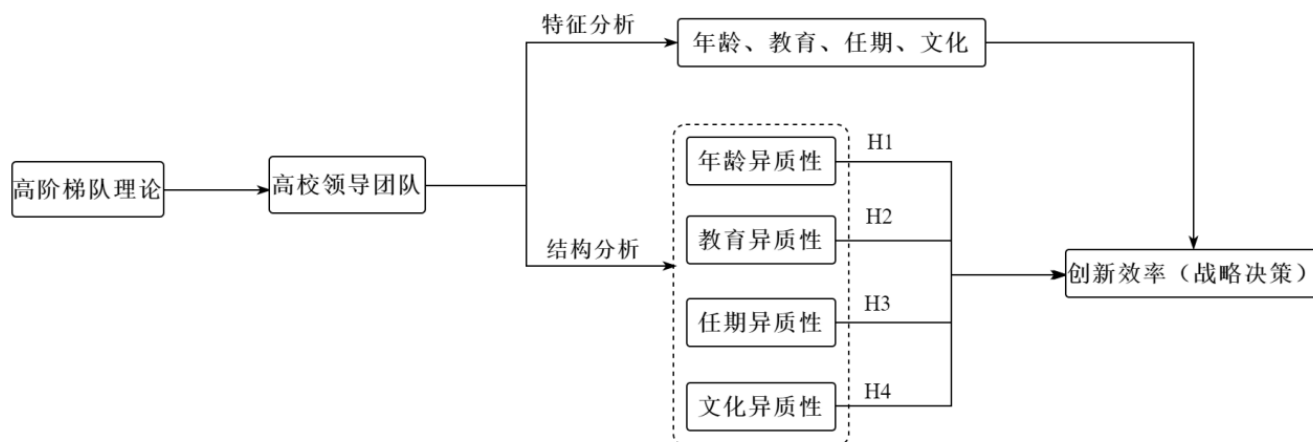 特征分析
年龄、教育、任期、文化
年龄异质性
H1
高阶梯队理论
高校领导团队
教育异质性
H2
结构分析
创新效率（战略决策）
任期异质性
H3
文化异质性
H4